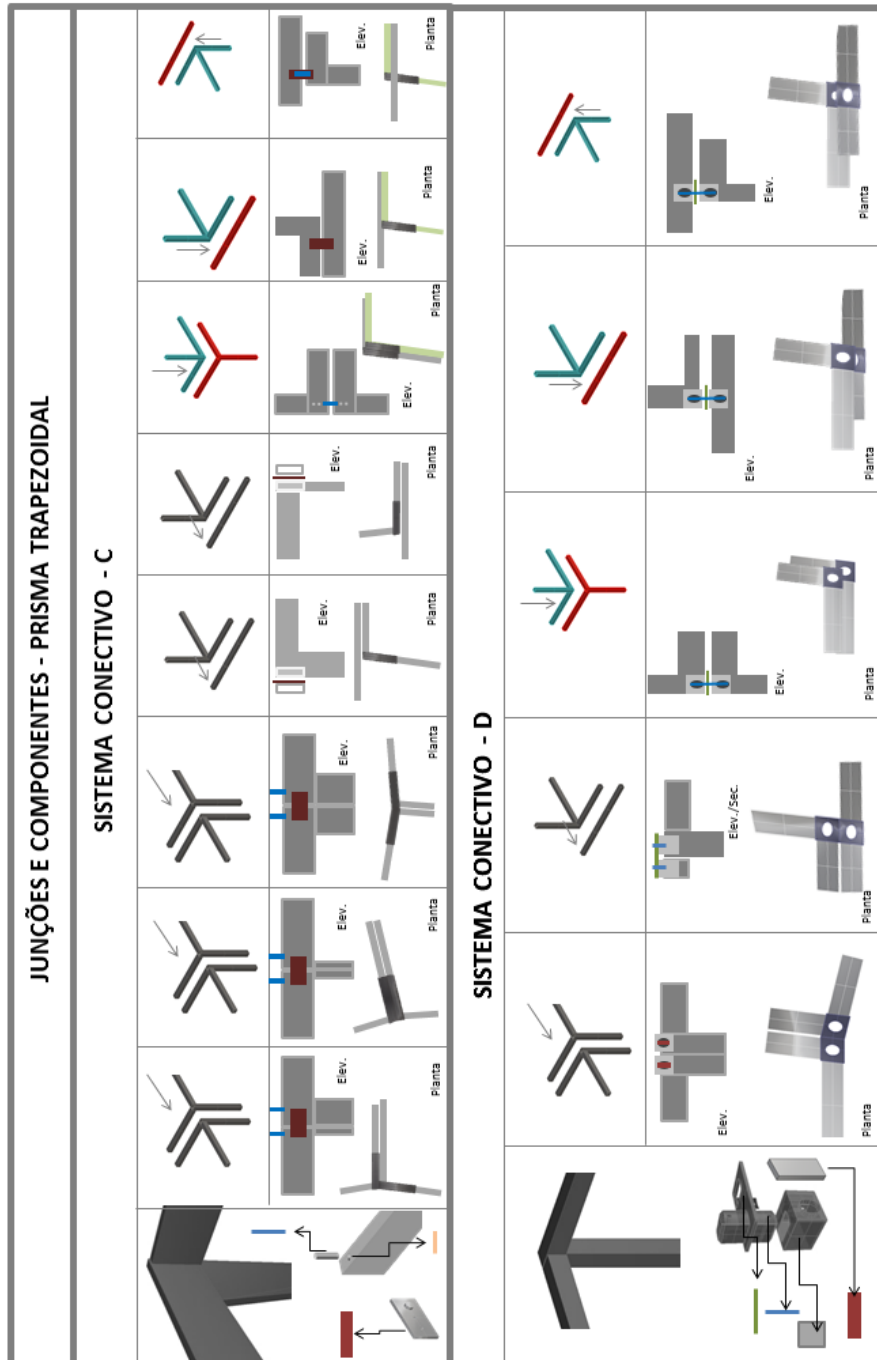 JUNÇÕES E COMPONENTES - PRISMA TRAPEZOIDAL
SISTEMA CONECTIVO - C
Elev.
Planta
Elev.
Planta
Elev.
Planta
Elev.
Planta
Elev.
Planta
Elev.
Planta
Elev.
Planta
Elev.
Planta
SISTEMA CONECTIVO - D
Elev.
Planta
Elev./Sec.
Planta
Elev.
Planta
Elev.
Planta
Elev.
Planta